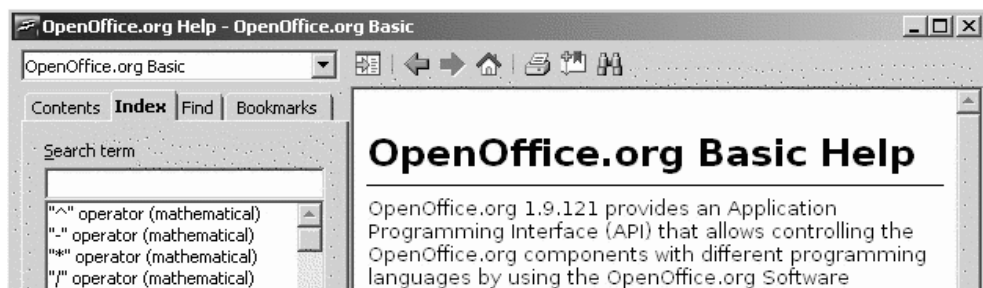 OpenOffice.org Help - OpenOffice.org Basic
OpenOffice.org Basic
Contents Index Find Bookmarks
Search term
"^" operator (mathematical)
"-" operator (mathematical)
"*" operator (mathematical)
"/" operator (mathematical)
OpenOffice.org Basic Help
OpenOffice.org 1.9.121 provides an Application
Programming Interface (API) that allows controlling the
OpenOffice.org components with different programming
languages by using the OpenOffice.org Software